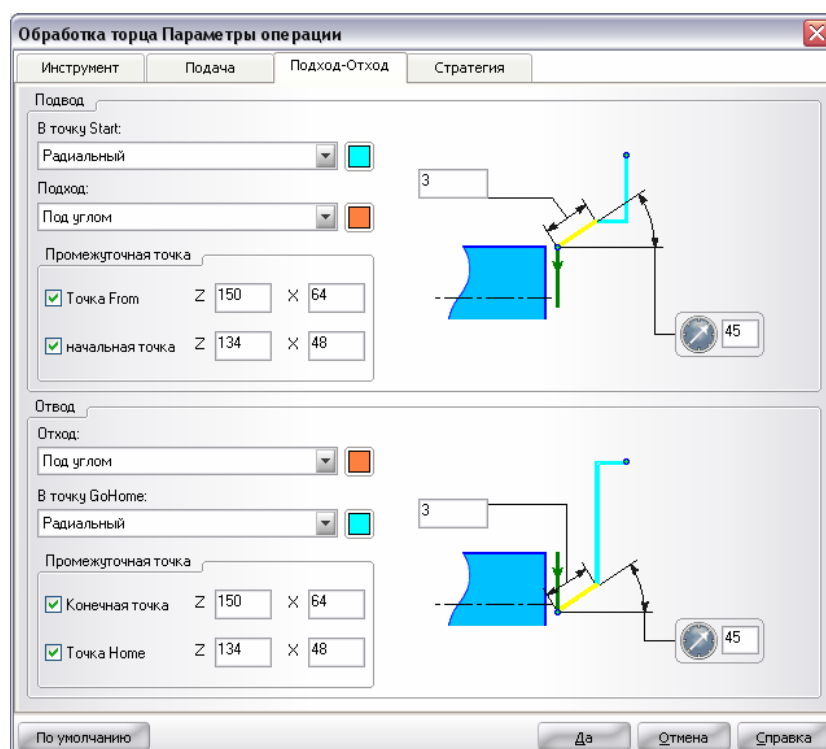 Обработка торца Параметры операции
Инструмент Подача Подход-Отход Стратегия
Подвод
В точку Start:
Радиальный
Подход:
Под углом
Промежуточная точка
Точка From Z 150 X 64
начальная точка Z 134 X 48
3
45
Отвод
Отход:
Под углом
В точку GoHome:
Радиальный
Промежуточная точка
Конечная точка Z 150 X 64
Точка Home Z 134 X 48
3
45
По умолчанию Да Отмена Справка